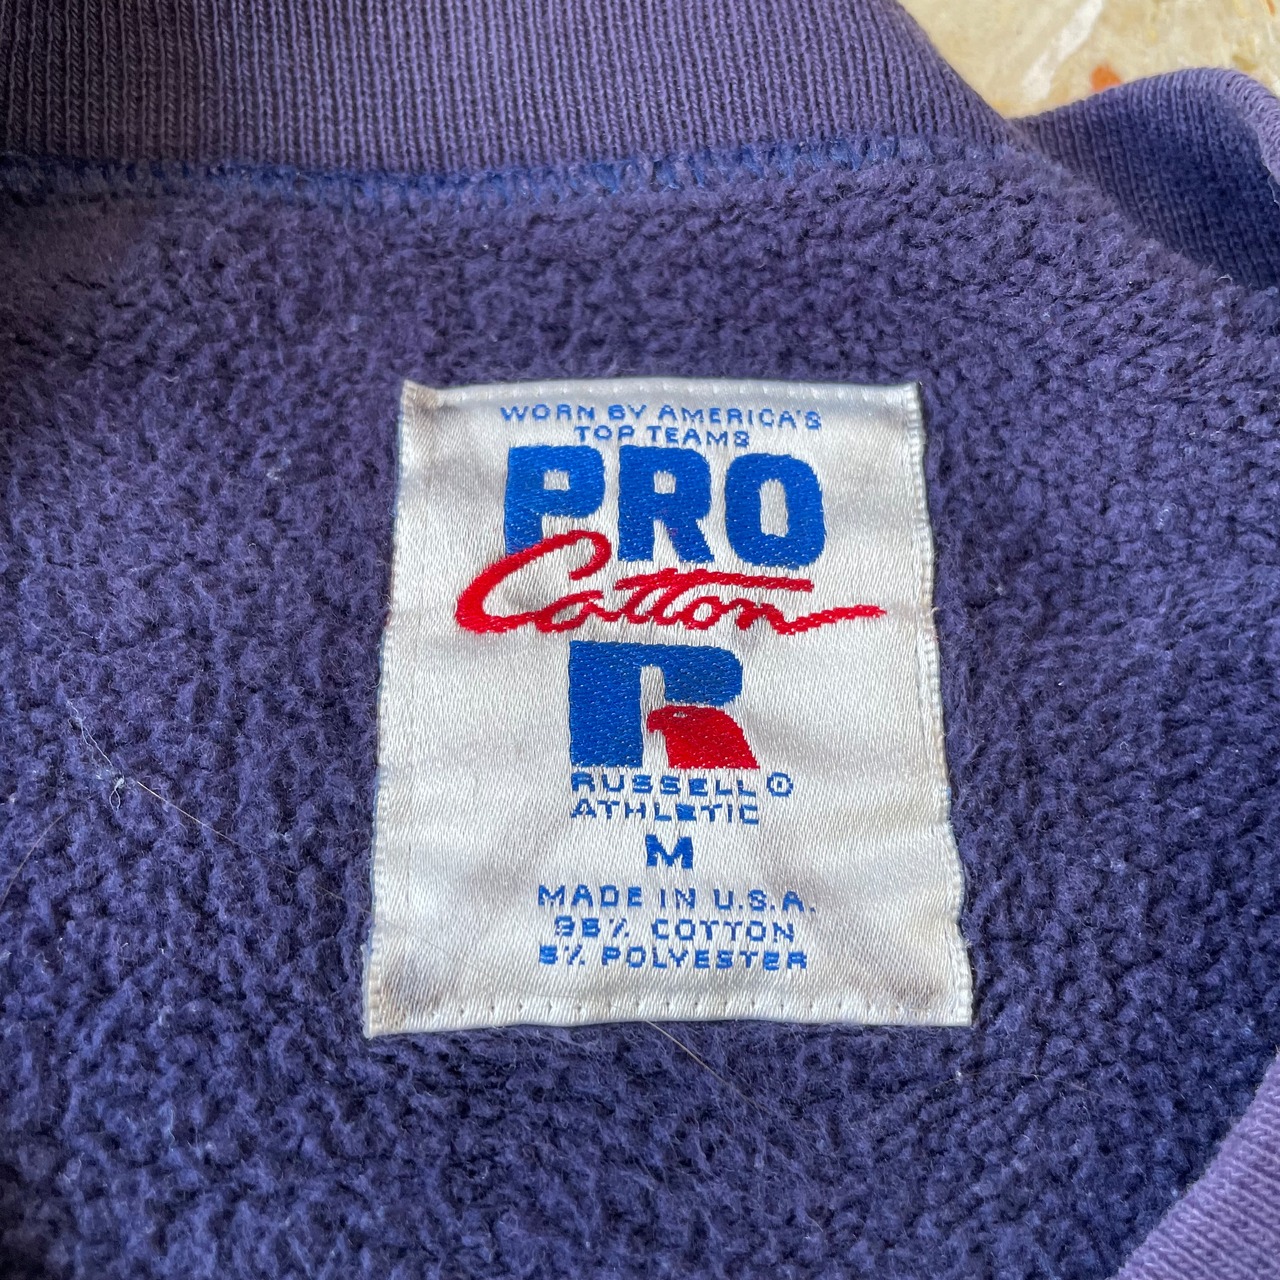 WORN BY AMERICA'S
TOP TEAMS
PRO
Cotton
R
RUSSELL ®
ATHLETIC
M
MADE IN U.S.A.
95% COTTON
5% POLYESTER